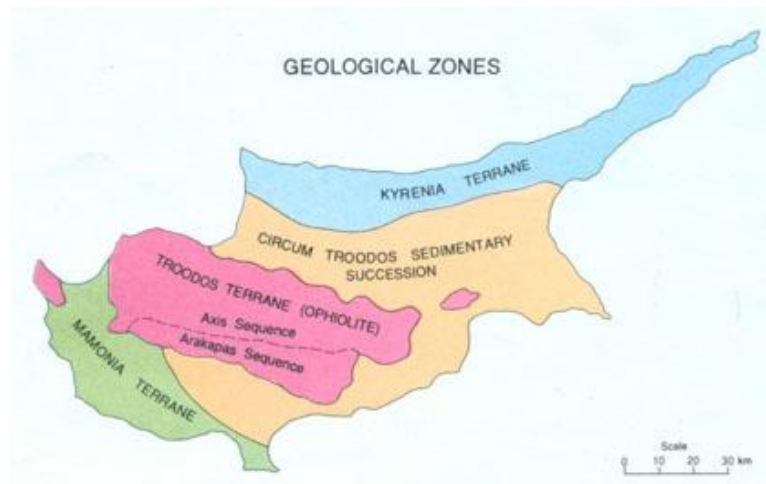 GEOLOGICAL ZONES
KYRENIA TERRANE
CIRCUM TROODOS SEDIMENTARY
SUCCESSION
TROODOS TERRANE (OPHIOLITE)
Axis Sequence
Arakapas Sequence
MAMONIA TERRANE
Scale
0 10 20 30 km